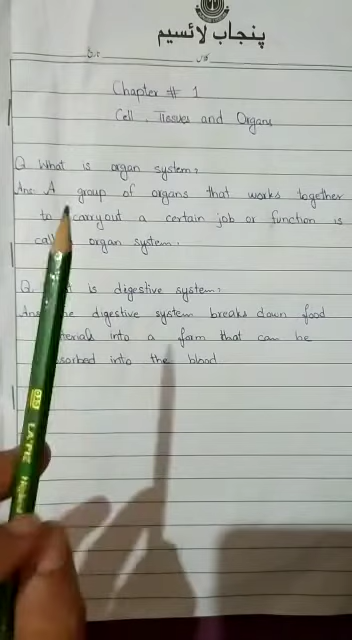 پنجاب لائسیم
Chapter # 1
Cell, Tissues and Organs
Q. What is organ system?
Ans. A group of organs that works together
to carryout a certain job or function is
organ system.
Q. is digestive system?
Ans digestive system breaks down food
into a form that can be
into the blood